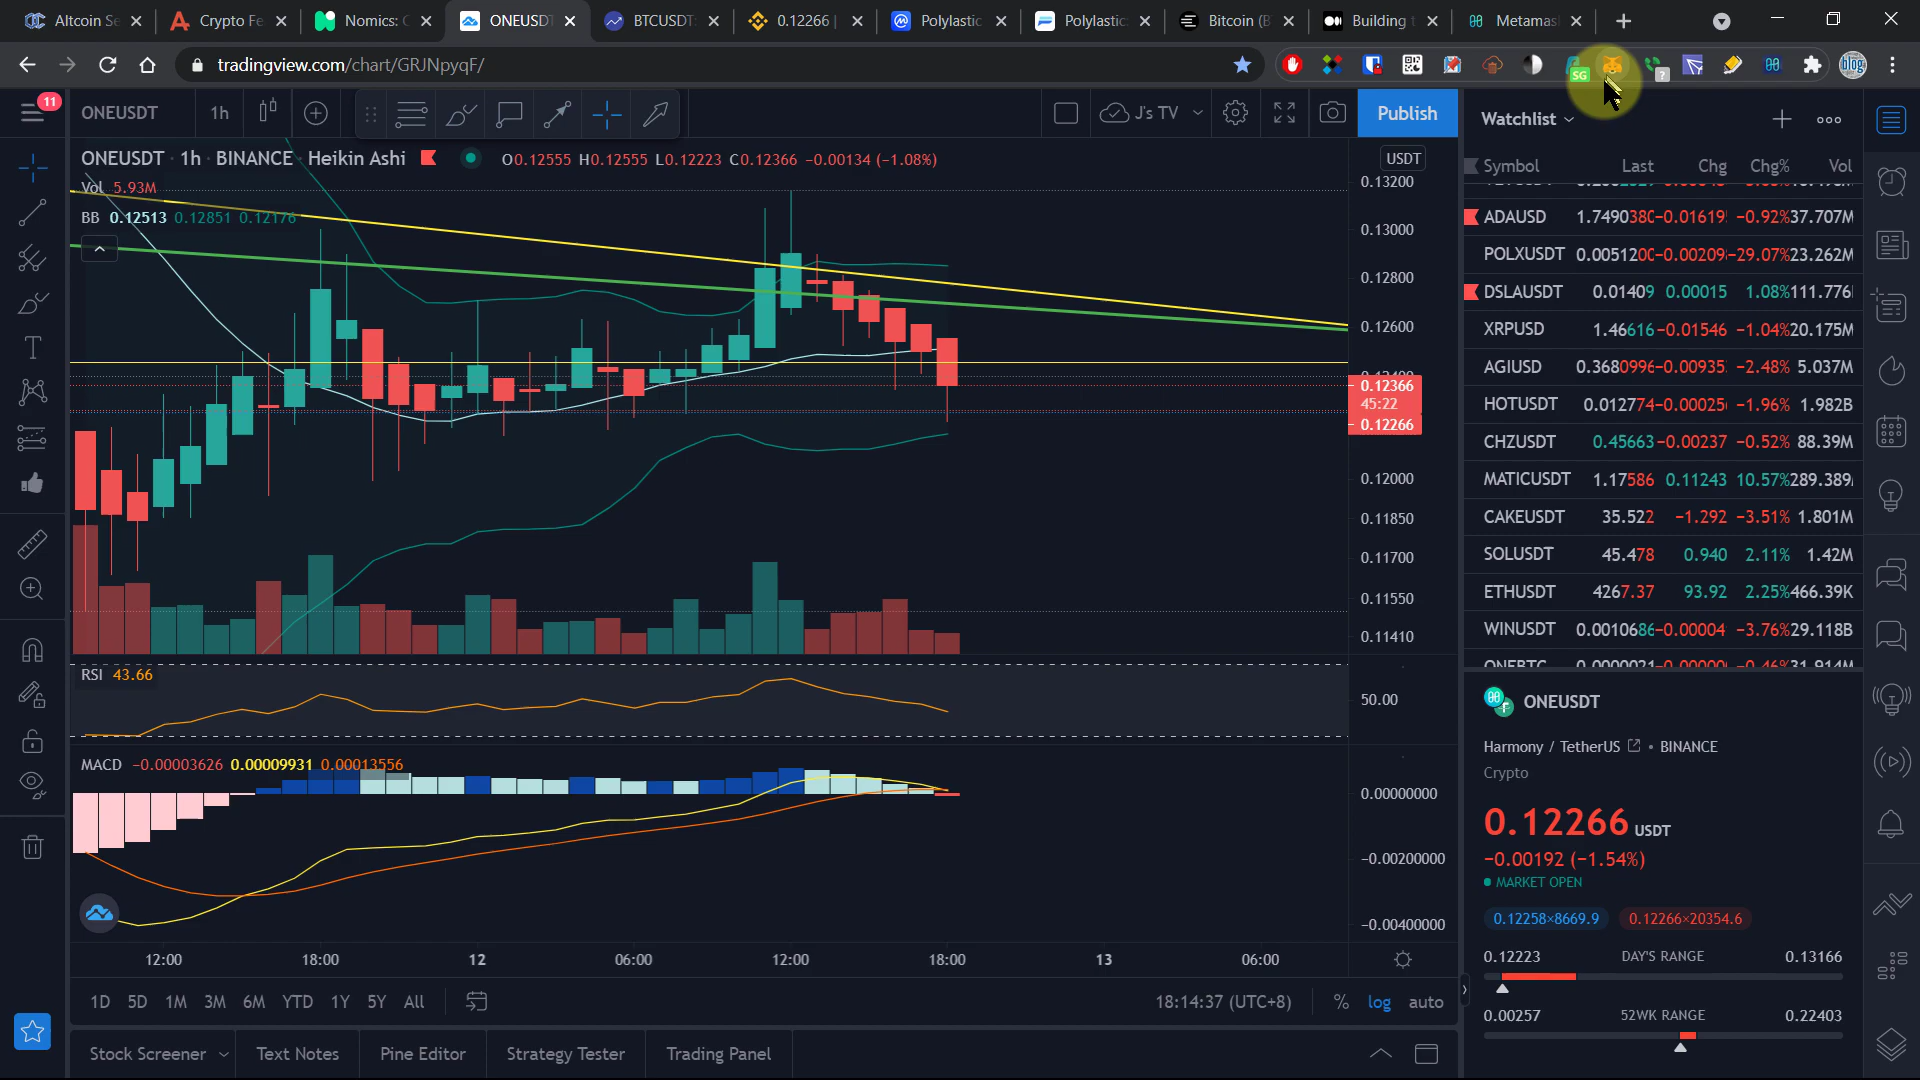 Altcoin Se
Crypto Fe
Nomics: C
ONEUSDT
BTCUSDT
0.12266 |
Polylastic
Polylastic
Bitcoin (B
Building t
Metamas
tradingview.com/chart/GRJNpyqF/
SG
?
blog
11
ONEUSDT
1h
J's TV
Publish
Watchlist
ONEUSDT · 1h · BINANCE Heikin Ashi
O0.12555 H0.12555 L0.12223 C0.12366 -0.00134 (-1.08%)
Vol 5.93M
BB 0.12513 0.12851 0.12176
USDT
0.13200
0.13000
0.12800
0.12600
0.12366
45:22
0.12266
0.12000
0.11850
0.11700
0.11550
0.11410
RSI 43.66
50.00
MACD -0.00003626 0.00009931 0.00013556
0.00000000
-0.00200000
-0.00400000
12:00 18:00 12 06:00 12:00 18:00 13 06:00
1D 5D 1M 3M 6M YTD 1Y 5Y All
18:14:37 (UTC+8)
% log auto
Stock Screener
Text Notes
Pine Editor
Strategy Tester
Trading Panel
Symbol Last Chg Chg% Vol
ADAUSD 1.749038 -0.01619 -0.92% 37.707M
POLXUSDT 0.005120 -0.00209 -29.07% 23.262M
DSLAUSDT 0.01409 0.00015 1.08% 111.776
XRPUSD 1.46616 -0.01546 -1.04% 20.175M
AGIUSD 0.3680996 -0.00935 -2.48% 5.037M
HOTUSDT 0.012774 -0.00025 -1.96% 1.982B
CHZUSDT 0.45663 -0.00237 -0.52% 88.39M
MATICUSDT 1.17586 0.11243 10.57% 289.389
CAKEUSDT 35.522 -1.292 -3.51% 1.801M
SOLUSDT 45.478 0.940 2.11% 1.42M
ETHUSDT 4267.37 93.92 2.25% 466.39K
WINUSDT 0.0010686 -0.00004 -3.76% 29.118B
ONEBTC 0.0000021 -0.00000 -0.46% 31.914M
ONEUSDT
Harmony / TetherUS • BINANCE
Crypto
0.12266 USDT
-0.00192 (-1.54%)
MARKET OPEN
0.12258×8669.9
0.12266×20354.6
0.12223 DAY'S RANGE 0.13166
0.00257 52WK RANGE 0.22403